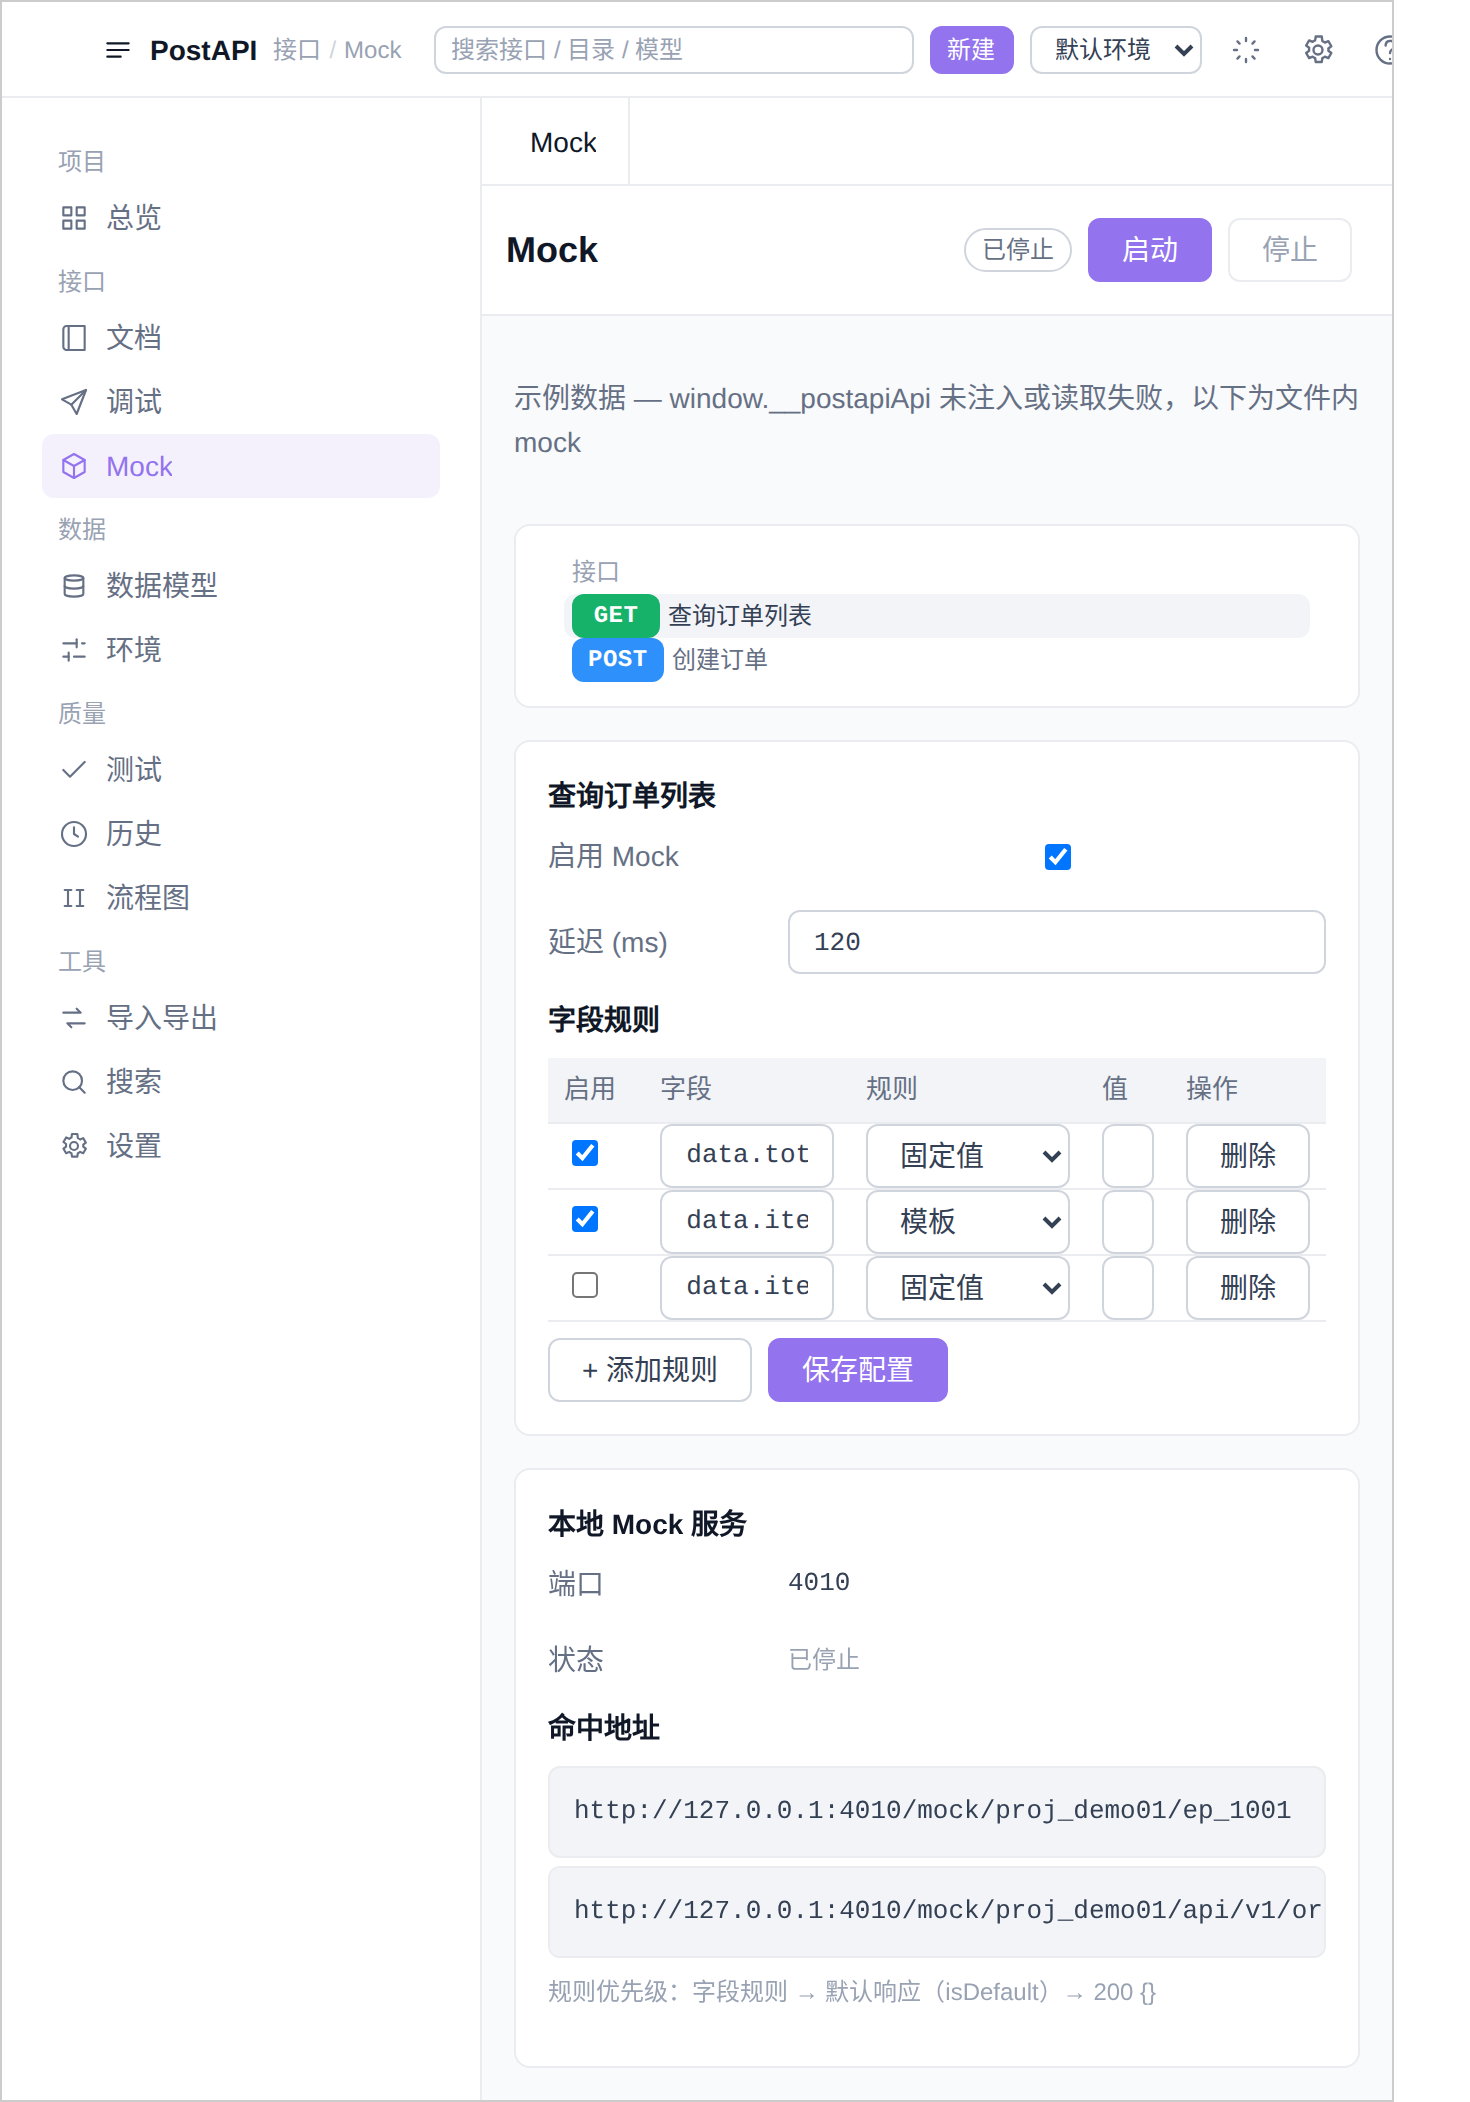 PostAPI 接口 / Mock 搜索接口 / 目录 / 模型 新建 默认环境
项目
总览
接口
文档
调试
Mock
数据
数据模型
环境
质量
测试
历史
流程图
工具
导入导出
搜索
设置
Mock
Mock 已停止 启动 停止
示例数据 — window.__postapiApi 未注入或读取失败，以下为文件内
mock
接口
GET 查询订单列表
POST 创建订单
查询订单列表
启用 Mock
延迟 (ms) 120
字段规则
启用 字段 规则 值 操作
data.tot 固定值 删除
data.ite 模板 删除
data.ite 固定值 删除
+ 添加规则 保存配置
本地 Mock 服务
端口 4010
状态 已停止
命中地址
http://127.0.0.1:4010/mock/proj_demo01/ep_1001
http://127.0.0.1:4010/mock/proj_demo01/api/v1/or
规则优先级：字段规则 → 默认响应（isDefault）→ 200 {}